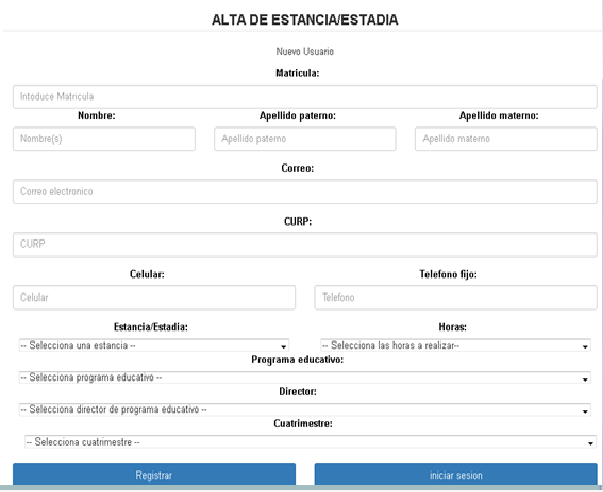 ALTA DE ESTANCIA/ESTADIA
Nuevo Usuario
Matricula:
Intoduce Matricula
Nombre: Apellido paterno: Apellido materno:
Nombre(s) Apellido paterno Apellido materno
Correo:
Correo electronico
CURP:
CURP
Celular: Telefono fijo:
Celular Telefono
Estancia/Estadia: Horas:
-- Selecciona una estancia -- -- Selecciona las horas a realizar--
Programa educativo:
-- Selecciona programa educativo --
Director:
-- Selecciona director de programa educativo --
Cuatrimestre:
-- Selecciona cuatrimestre --
Registrar iniciar sesion